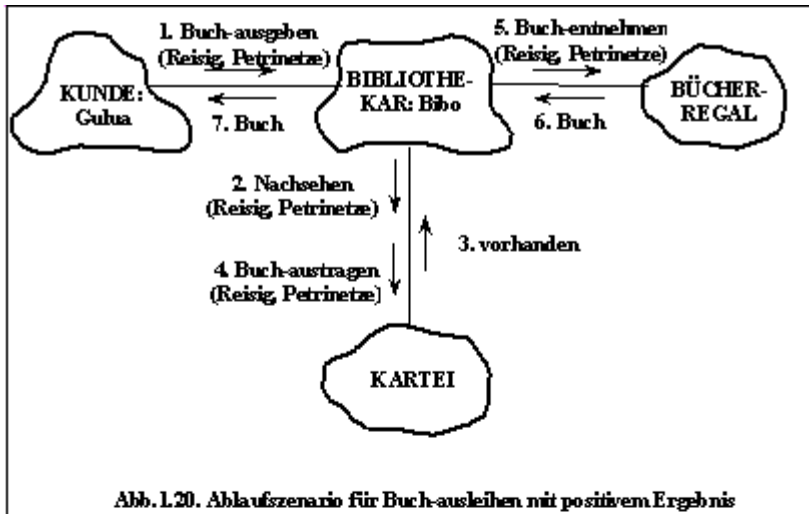 1. Buch-ausgeben
(Reisig, Petrinetze)
5. Buch-entnehmen
(Reisig, Petrinetze)
KUNDE:
Gulua
BIBLIOTHE-
KAR: Bibo
BÜCHER-
REGAL
7. Buch
6. Buch
2. Nachsehen
(Reisig, Petrinetze)
3. vorhanden
4. Buch-austragen
(Reisig, Petrinetze)
KARTEI
Abb. 1.20. Ablaufszenario für Buch-ausleihen mit positivem Ergebnis